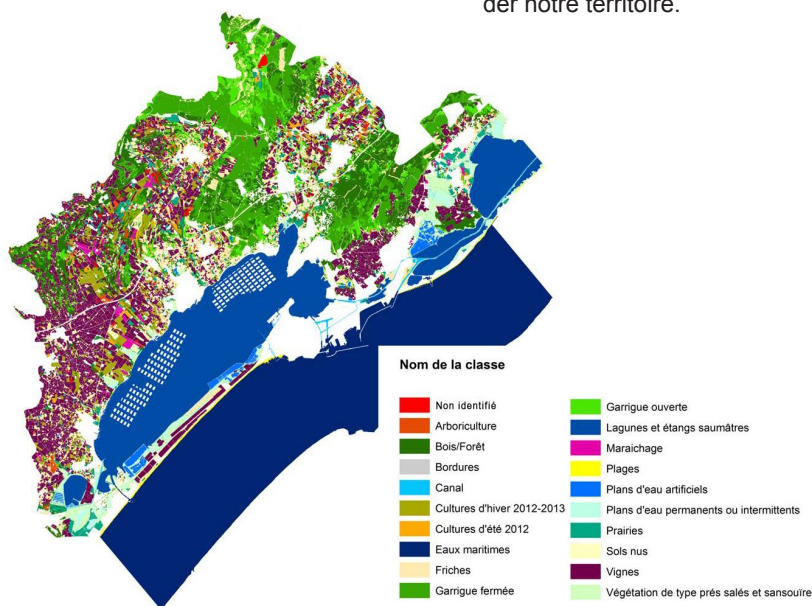 der notre territoire.
Nom de la classe
Non identifié
Arboriculture
Bois/Forêt
Bordures
Canal
Cultures d'hiver 2012-2013
Cultures d'été 2012
Eaux maritimes
Friches
Garrigue fermée
Garrigue ouverte
Lagunes et étangs saumâtres
Maraichage
Plages
Plans d'eau artificiels
Plans d'eau permanents ou intermittents
Prairies
Sols nus
Vignes
Végétation de type prés salés et sansouïre